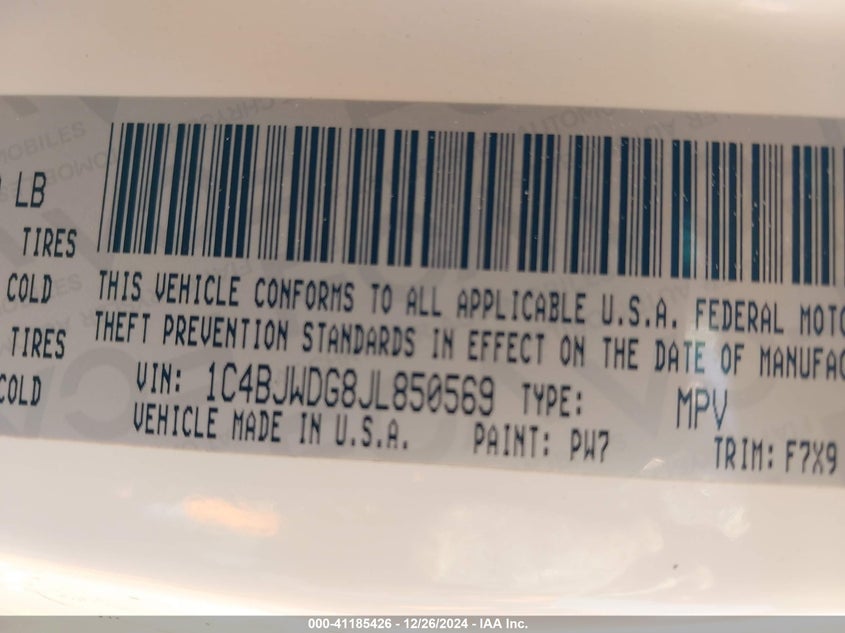 LB
TIRES
COLD
TIRES
COLD
THIS VEHICLE CONFORMS TO ALL APPLICABLE U.S.A. FEDERAL MOTO
THEFT PREVENTION STANDARDS IN EFFECT ON THE DATE OF MANUFAC
VIN: 1C4BJWDG8JL850569 TYPE: MPV
VEHICLE MADE IN U.S.A. PAINT: PW7 TRIM: F7X9
000-41185426 - 12/26/2024 - IAA Inc.